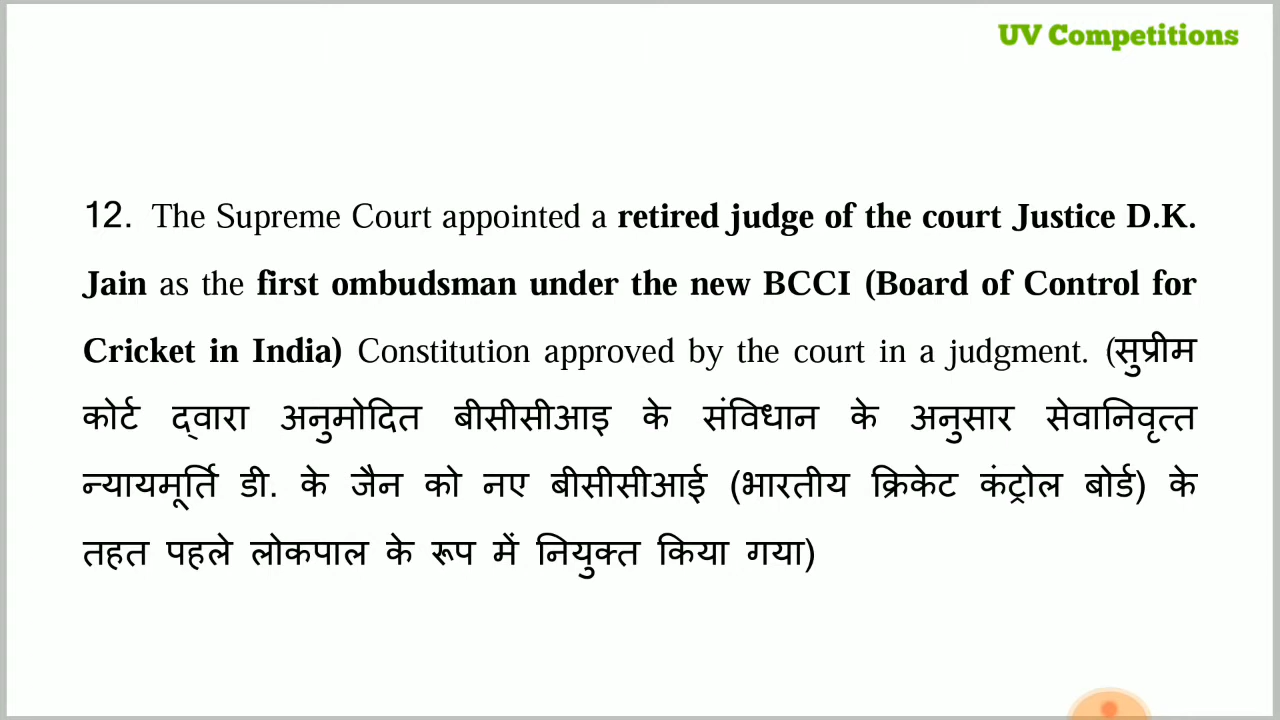 UV Competitions
12. The Supreme Court appointed a retired judge of the court Justice D.K.
Jain as the first ombudsman under the new BCCI (Board of Control for
Cricket in India) Constitution approved by the court in a judgment. (सुप्रीम
कोर्ट द्वारा अनुमोदित बीसीसीआइ के संविधान के अनुसार सेवानिवृत्त
न्यायमूर्ति डी. के जैन को नए बीसीसीआई (भारतीय क्रिकेट कंट्रोल बोर्ड) के
तहत पहले लोकपाल के रूप में नियुक्त किया गया)